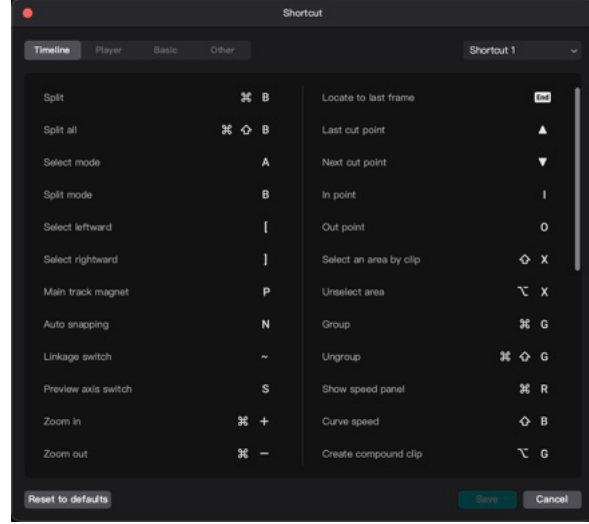 Shortcut
Timeline Player Basic Other Shortcut 1
Split ⌘ B
Split all ⌘ ⇧ B
Select mode A
Split mode B
Select leftward [
Select rightward ]
Main track magnet P
Auto snapping N
Linkage switch ~
Preview axis switch S
Zoom in ⌘ +
Zoom out ⌘ −
Locate to last frame End
Last cut point ▲
Next cut point ▼
In point I
Out point O
Select an area by clip ⇧ X
Unselect area ⌥ X
Group ⌘ G
Ungroup ⌘ ⇧ G
Show speed panel ⌘ R
Curve speed ⇧ B
Create compound clip ⌥ G
Reset to defaults Save Cancel